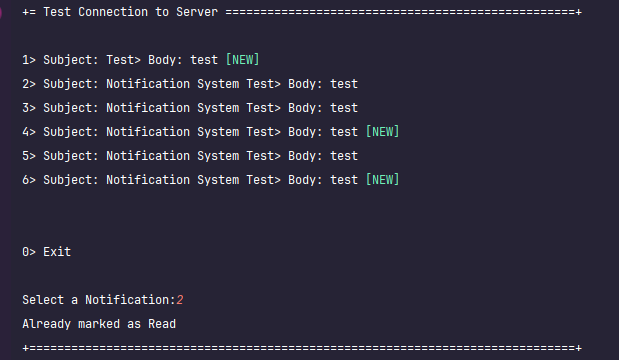 += Test Connection to Server ==================================================+
1> Subject: Test> Body: test [NEW]
2> Subject: Notification System Test> Body: test
3> Subject: Notification System Test> Body: test
4> Subject: Notification System Test> Body: test [NEW]
5> Subject: Notification System Test> Body: test
6> Subject: Notification System Test> Body: test [NEW]
0> Exit
Select a Notification:2
Already marked as Read
+==============================================================================+